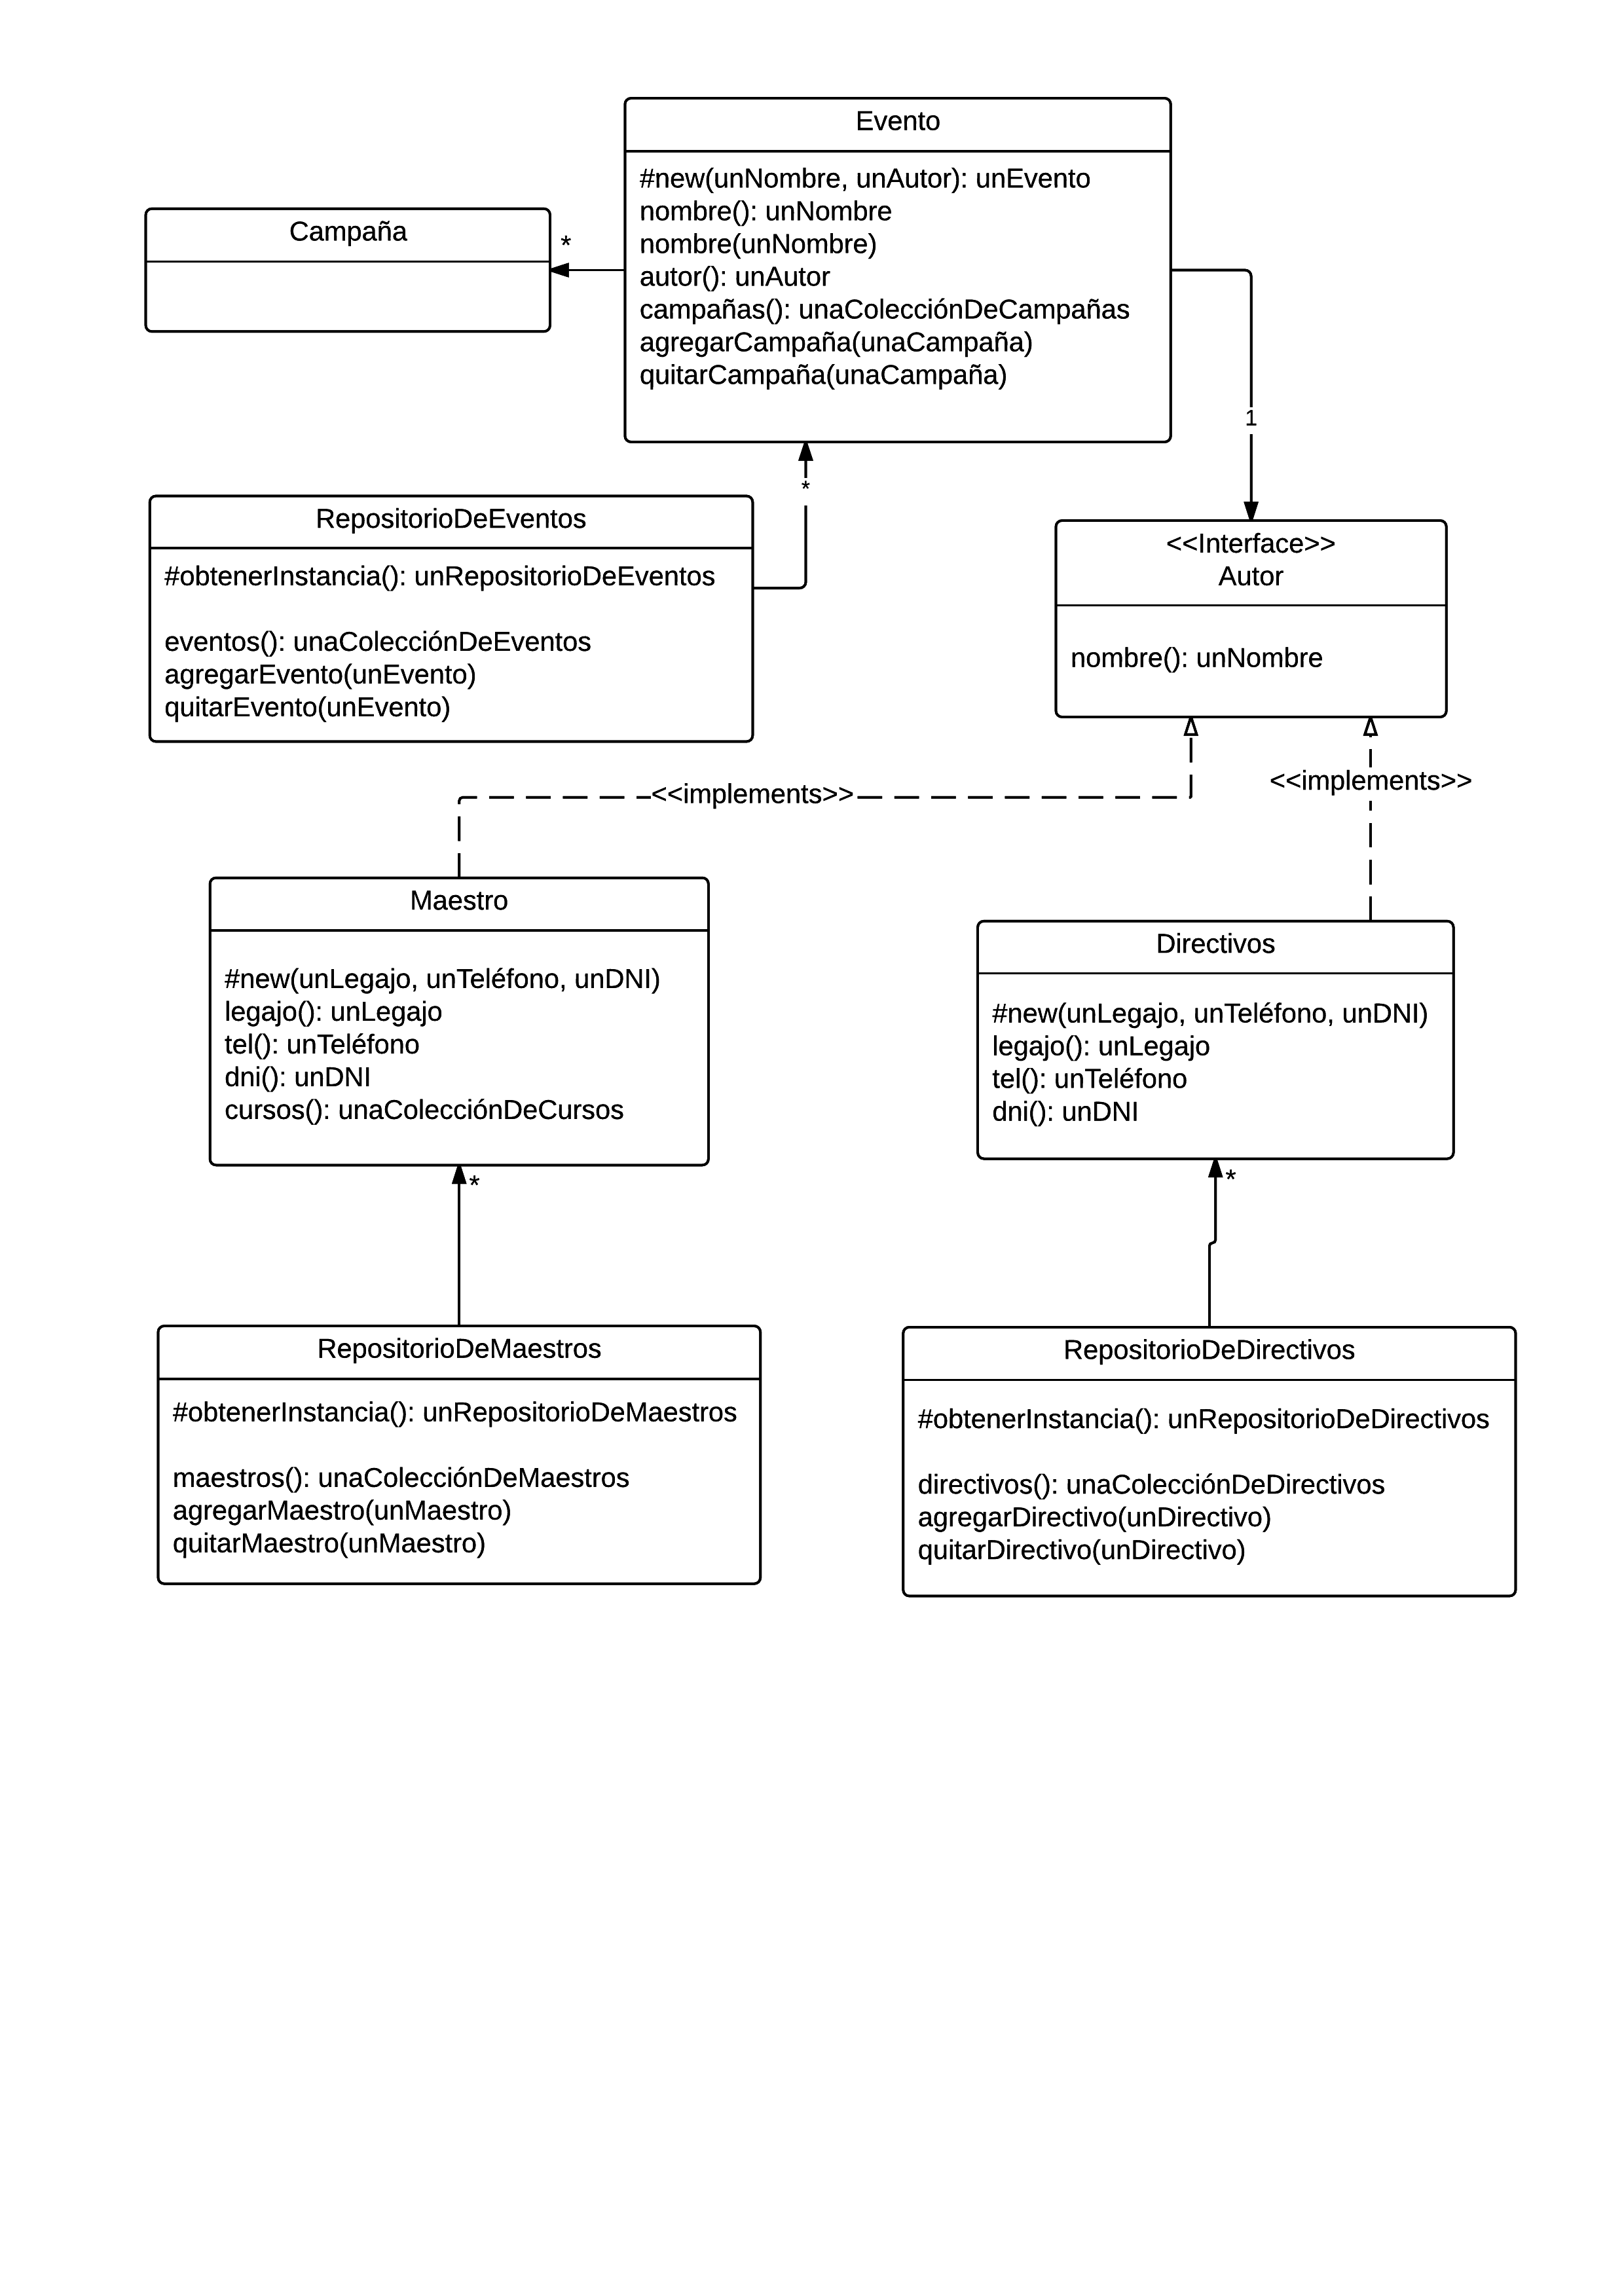 Evento
#new(unNombre, unAutor): unEvento
nombre(): unNombre
nombre(unNombre)
autor(): unAutor
campañas(): unaColecciónDeCampañas
agregarCampaña(unaCampaña)
quitarCampaña(unaCampaña)
Campaña
*
1
*
RepositorioDeEventos
#obtenerInstancia(): unRepositorioDeEventos
eventos(): unaColecciónDeEventos
agregarEvento(unEvento)
quitarEvento(unEvento)
<<Interface>>
Autor
nombre(): unNombre
<<implements>>
<<implements>>
Maestro
#new(unLegajo, unTeléfono, unDNI)
legajo(): unLegajo
tel(): unTeléfono
dni(): unDNI
cursos(): unaColecciónDeCursos
*
Directivos
#new(unLegajo, unTeléfono, unDNI)
legajo(): unLegajo
tel(): unTeléfono
dni(): unDNI
*
RepositorioDeMaestros
#obtenerInstancia(): unRepositorioDeMaestros
maestros(): unaColecciónDeMaestros
agregarMaestro(unMaestro)
quitarMaestro(unMaestro)
RepositorioDeDirectivos
#obtenerInstancia(): unRepositorioDeDirectivos
directivos(): unaColecciónDeDirectivos
agregarDirectivo(unDirectivo)
quitarDirectivo(unDirectivo)